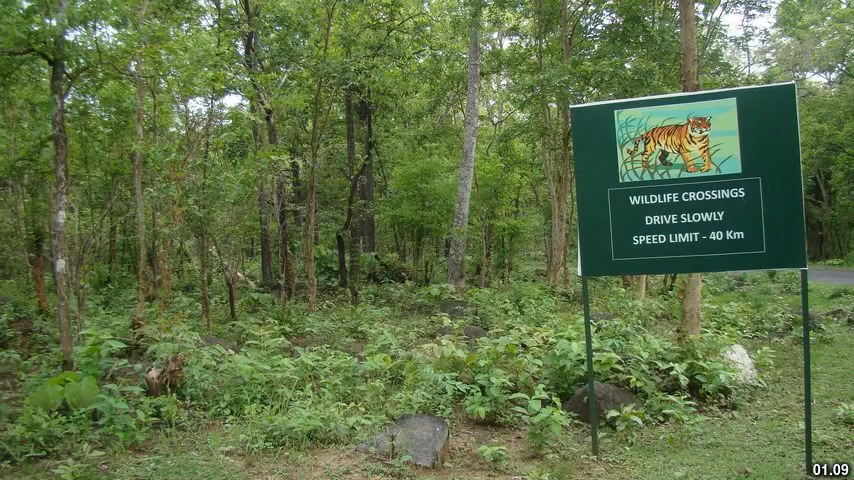 WILDLIFE CROSSINGS
DRIVE SLOWLY
SPEED LIMIT - 40 Km
01.09